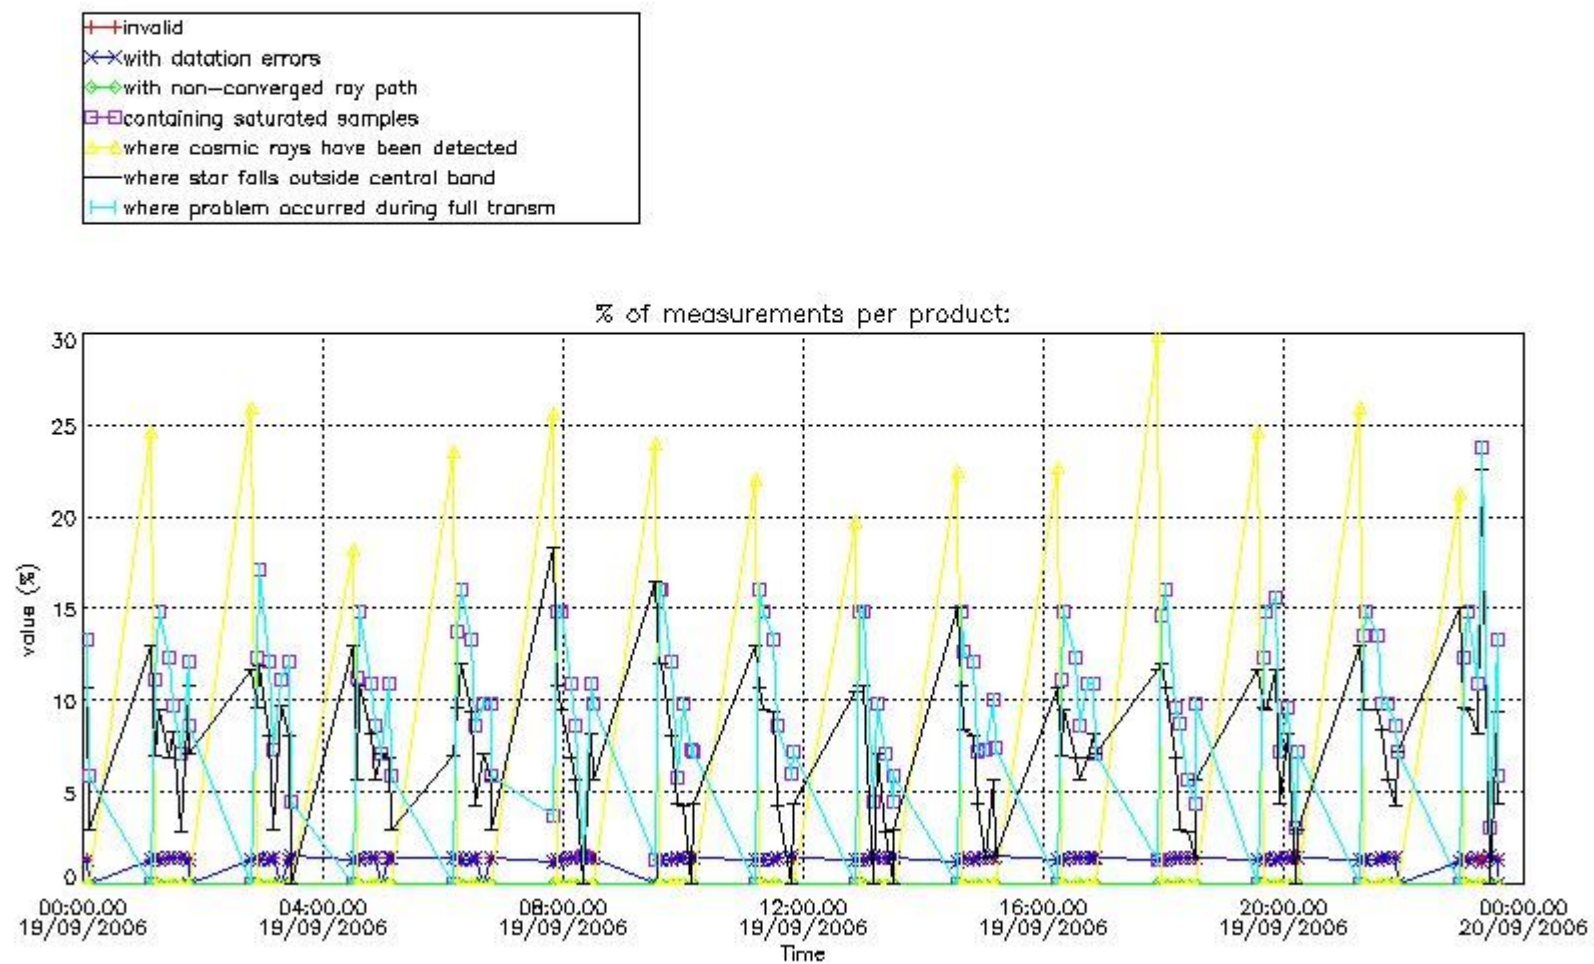 invalid
with datation errors
with non-converged ray path
containing saturated samples
where cosmic rays have been detected
where star falls outside central band
where problem occurred during full transm
% of measurements per product:
30
25
20
15
10
5
0
value (%)
00:00.00 04:00.00 08:00.00 12:00.00 16:00.00 20:00.00 00:00.00
19/09/2006 19/09/2006 19/09/2006 19/09/2006 19/09/2006 19/09/2006 20/09/2006
Time